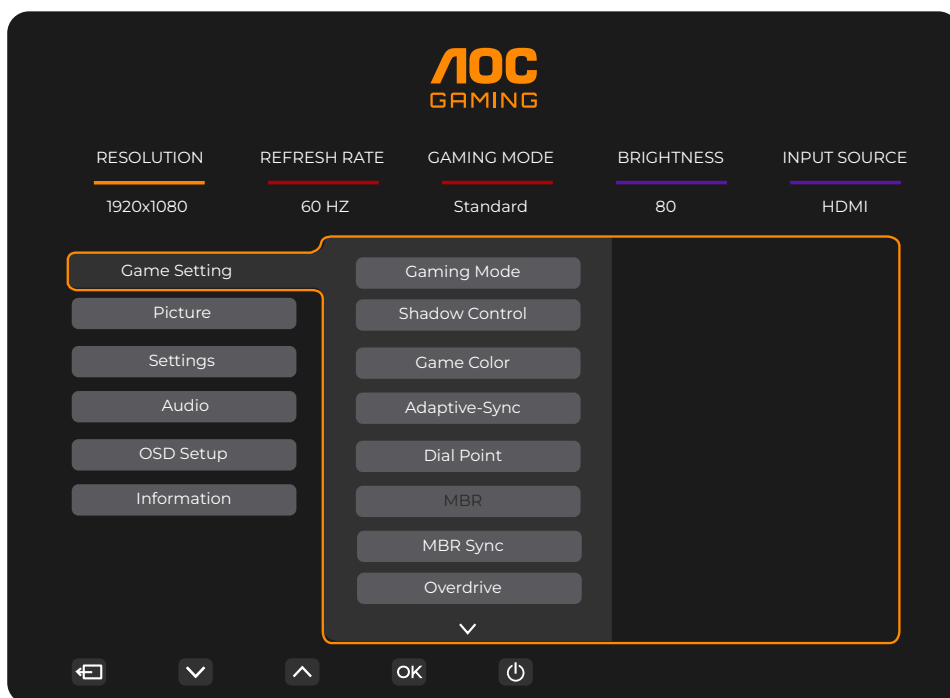 AOC
GAMING
RESOLUTION REFRESH RATE GAMING MODE BRIGHTNESS INPUT SOURCE
1920x1080 60 HZ Standard 80 HDMI
Game Setting
Picture
Settings
Audio
OSD Setup
Information
Gaming Mode
Shadow Control
Game Color
Adaptive-Sync
Dial Point
MBR
MBR Sync
Overdrive
OK